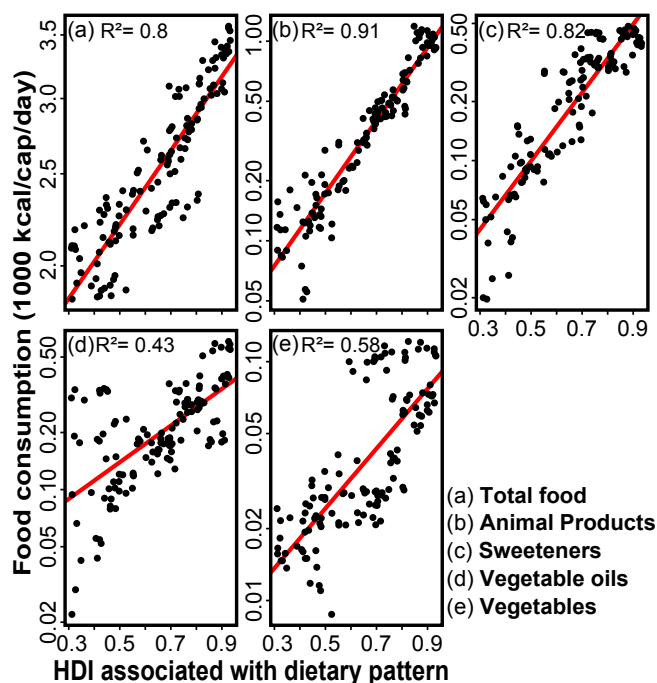 (a) R²= 0.8
(b) R²= 0.91
(c) R²= 0.82
3.5
3.0
2.5
2.0
1.00
0.50
0.20
0.10
0.05
0.50
0.20
0.10
0.05
0.02
0.3 0.5 0.7 0.9
Food consumption (1000 kcal/cap/day)
(d) R²= 0.43
(e) R²= 0.58
0.50
0.20
0.10
0.05
0.02
0.10
0.05
0.02
0.01
0.3 0.5 0.7 0.9
0.3 0.5 0.7 0.9
HDI associated with dietary pattern
(a) Total food
(b) Animal Products
(c) Sweeteners
(d) Vegetable oils
(e) Vegetables